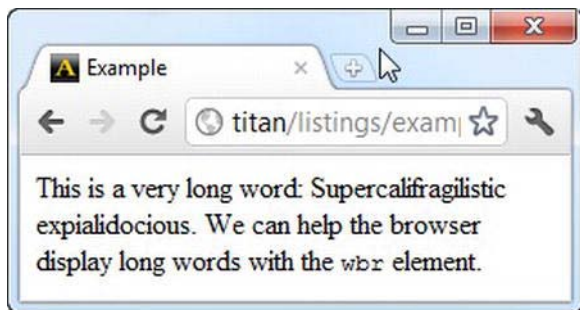 Example
titan/listings/exam
This is a very long word: Supercalifragilistic
expialidocious. We can help the browser
display long words with the wbr element.